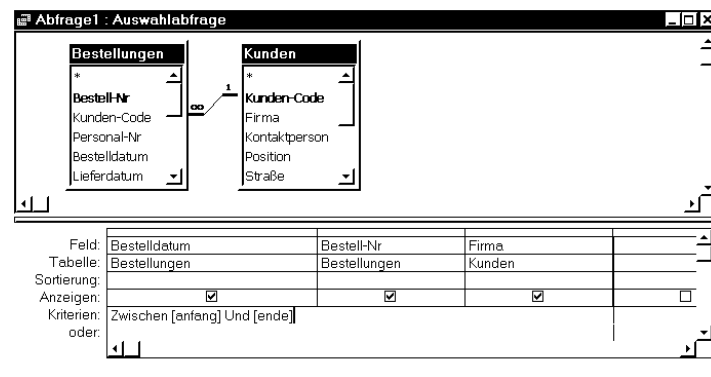 Abfrage1 : Auswahlabfrage
Bestellungen
*
Bestell-Nr
Kunden-Code
Personal-Nr
Bestelldatum
Lieferdatum
∞ 1
Kunden
*
Kunden-Code
Firma
Kontaktperson
Position
Straße
Feld: Bestelldatum Bestell-Nr Firma
Tabelle: Bestellungen Bestellungen Kunden
Sortierung:
Anzeigen:
Kriterien: Zwischen [anfang] Und [ende]
oder: